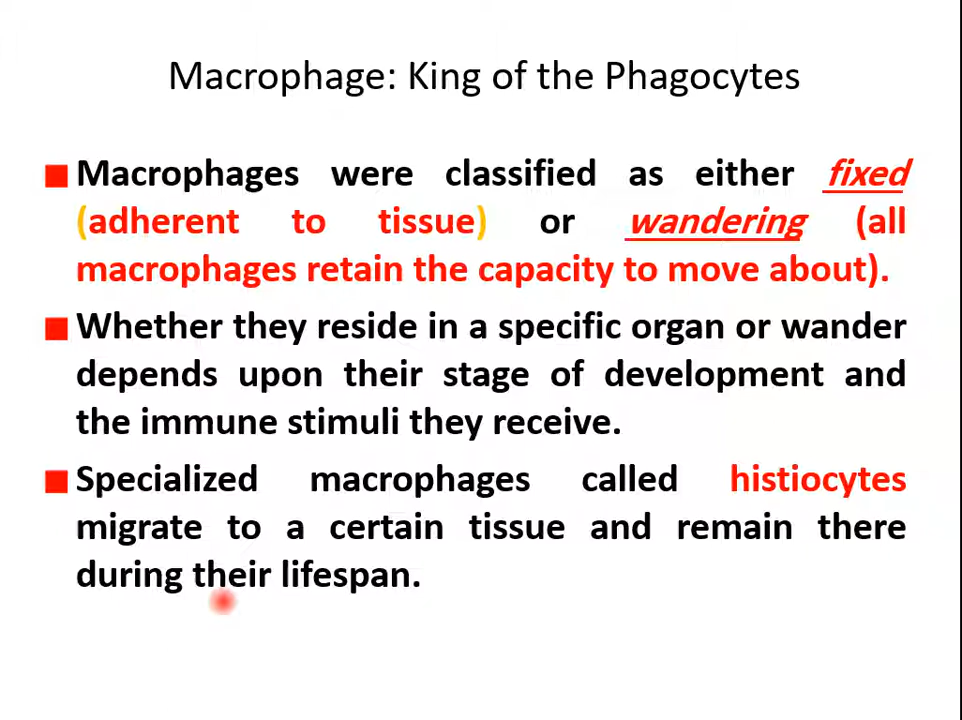 Macrophage: King of the Phagocytes
Macrophages were classified as either fixed
(adherent to tissue) or wandering (all
macrophages retain the capacity to move about).
Whether they reside in a specific organ or wander
depends upon their stage of development and
the immune stimuli they receive.
Specialized macrophages called histiocytes
migrate to a certain tissue and remain there
during their lifespan.